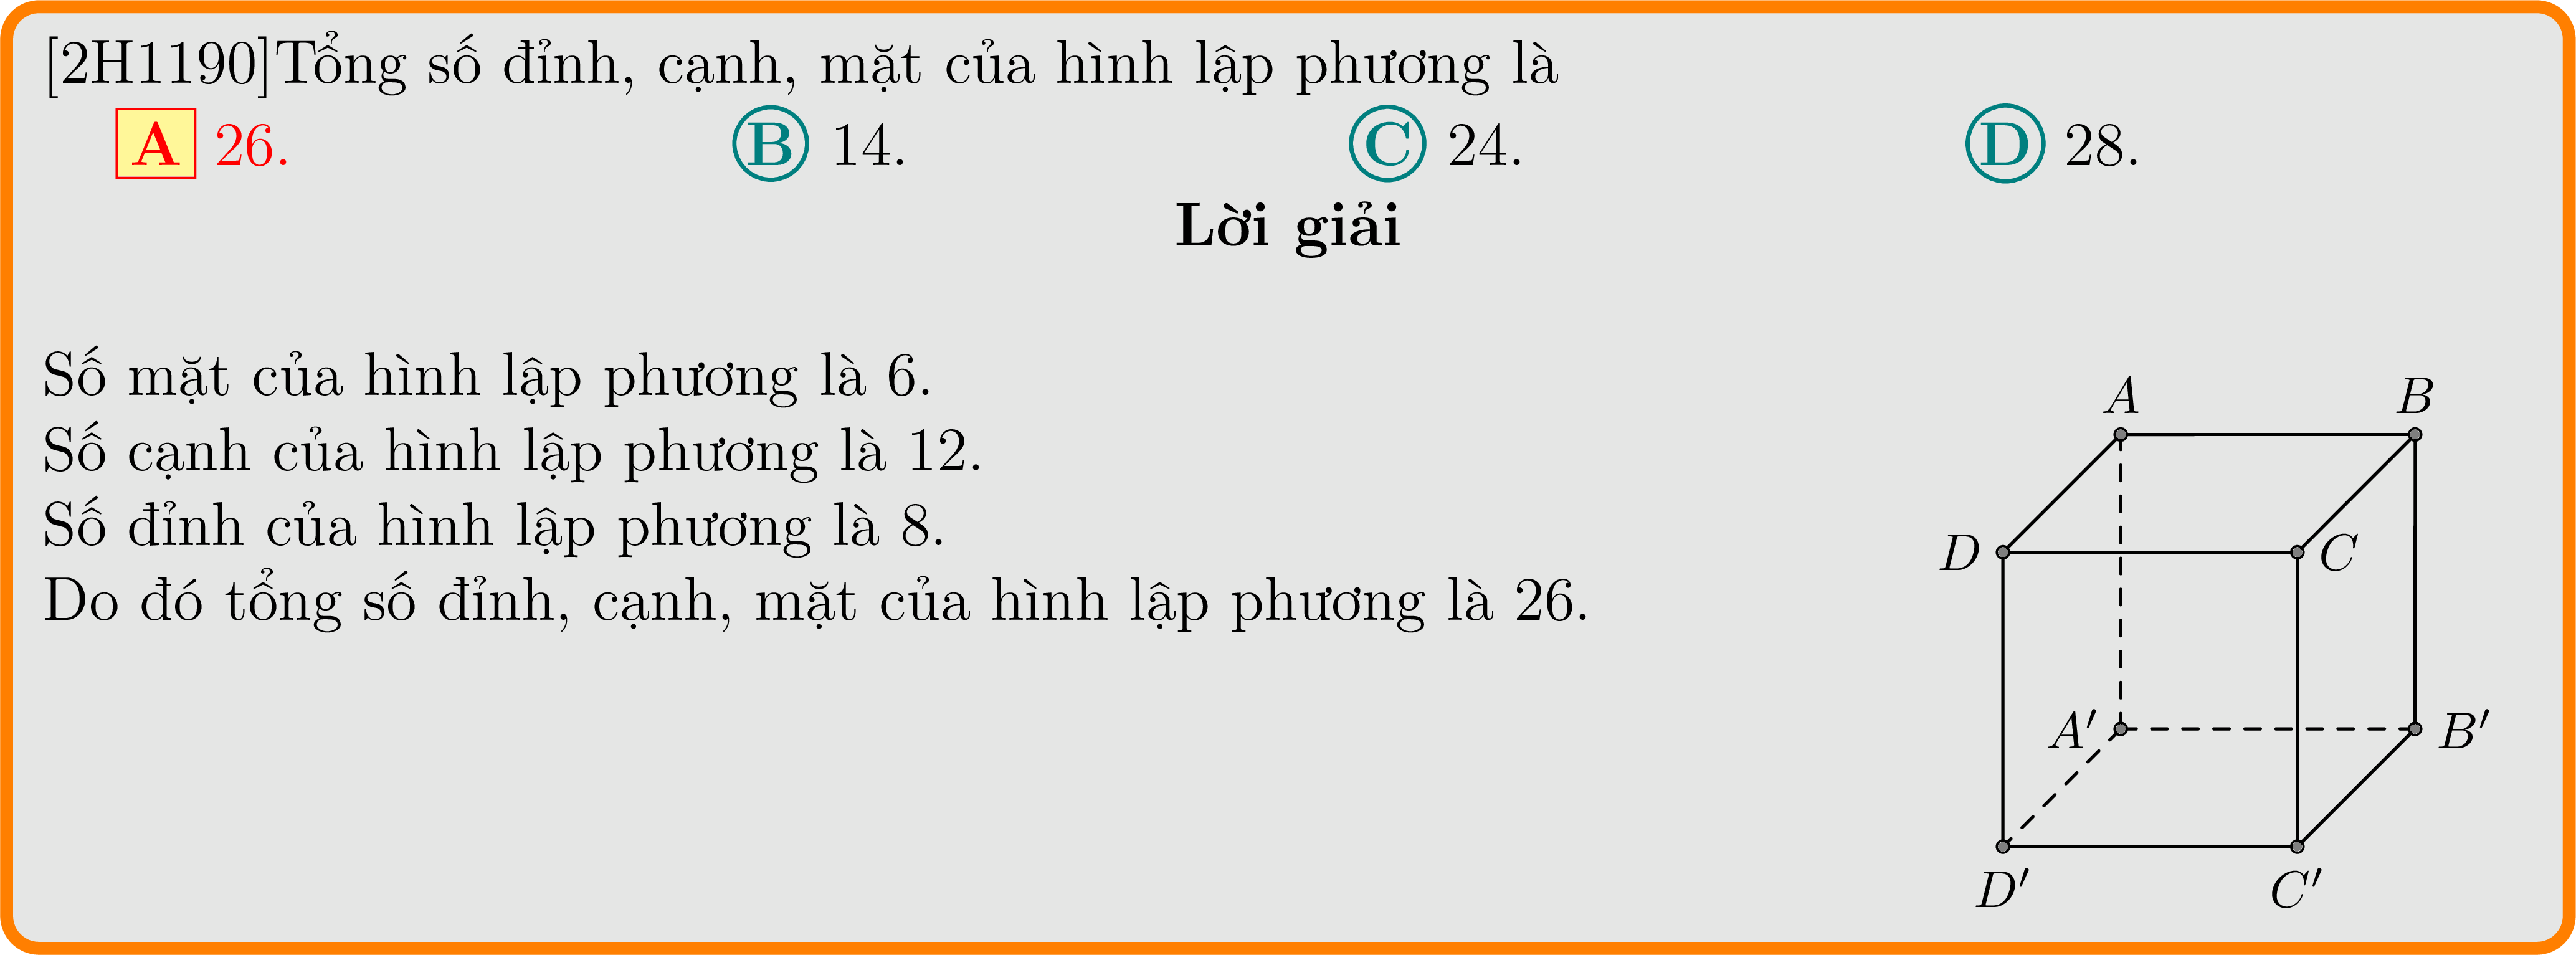 [2H1190]Tổng số đỉnh, cạnh, mặt của hình lập phương là
A 26. B 14. C 24. D 28.
Lời giải
Số mặt của hình lập phương là 6.
Số cạnh của hình lập phương là 12.
Số đỉnh của hình lập phương là 8.
Do đó tổng số đỉnh, cạnh, mặt của hình lập phương là 26.
A B
D C
A′ B′
D′ C′